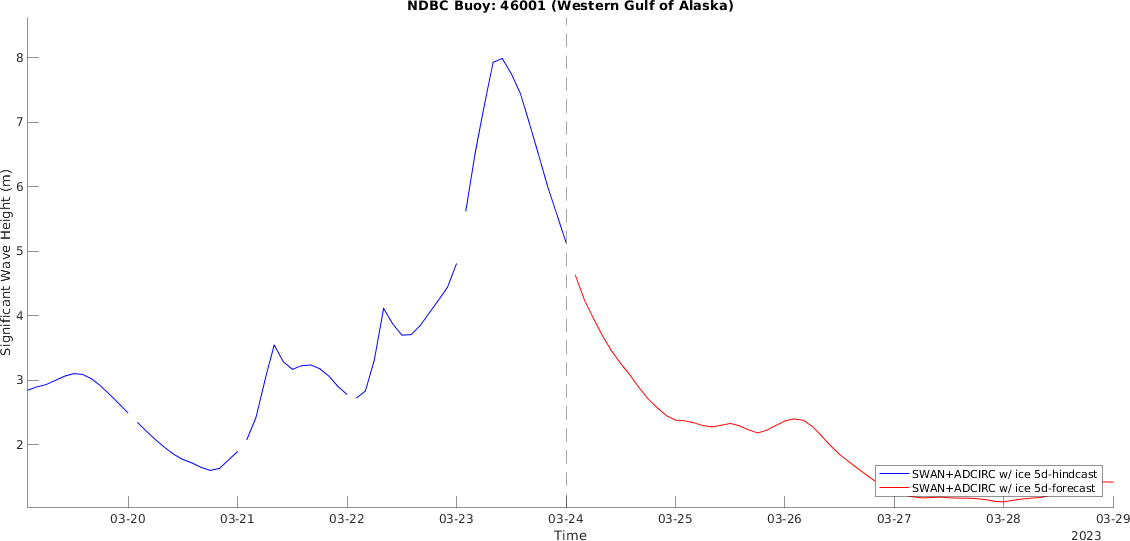 NDBC Buoy: 46001 (Western Gulf of Alaska)
8
7
6
5
4
3
2
Significant Wave Height (m)
SWAN+ADCIRC w/ ice 5d-hindcast
SWAN+ADCIRC w/ ice 5d-forecast
03-20 03-21 03-22 03-23 03-24 03-25 03-26 03-27 03-28 03-29
Time
2023